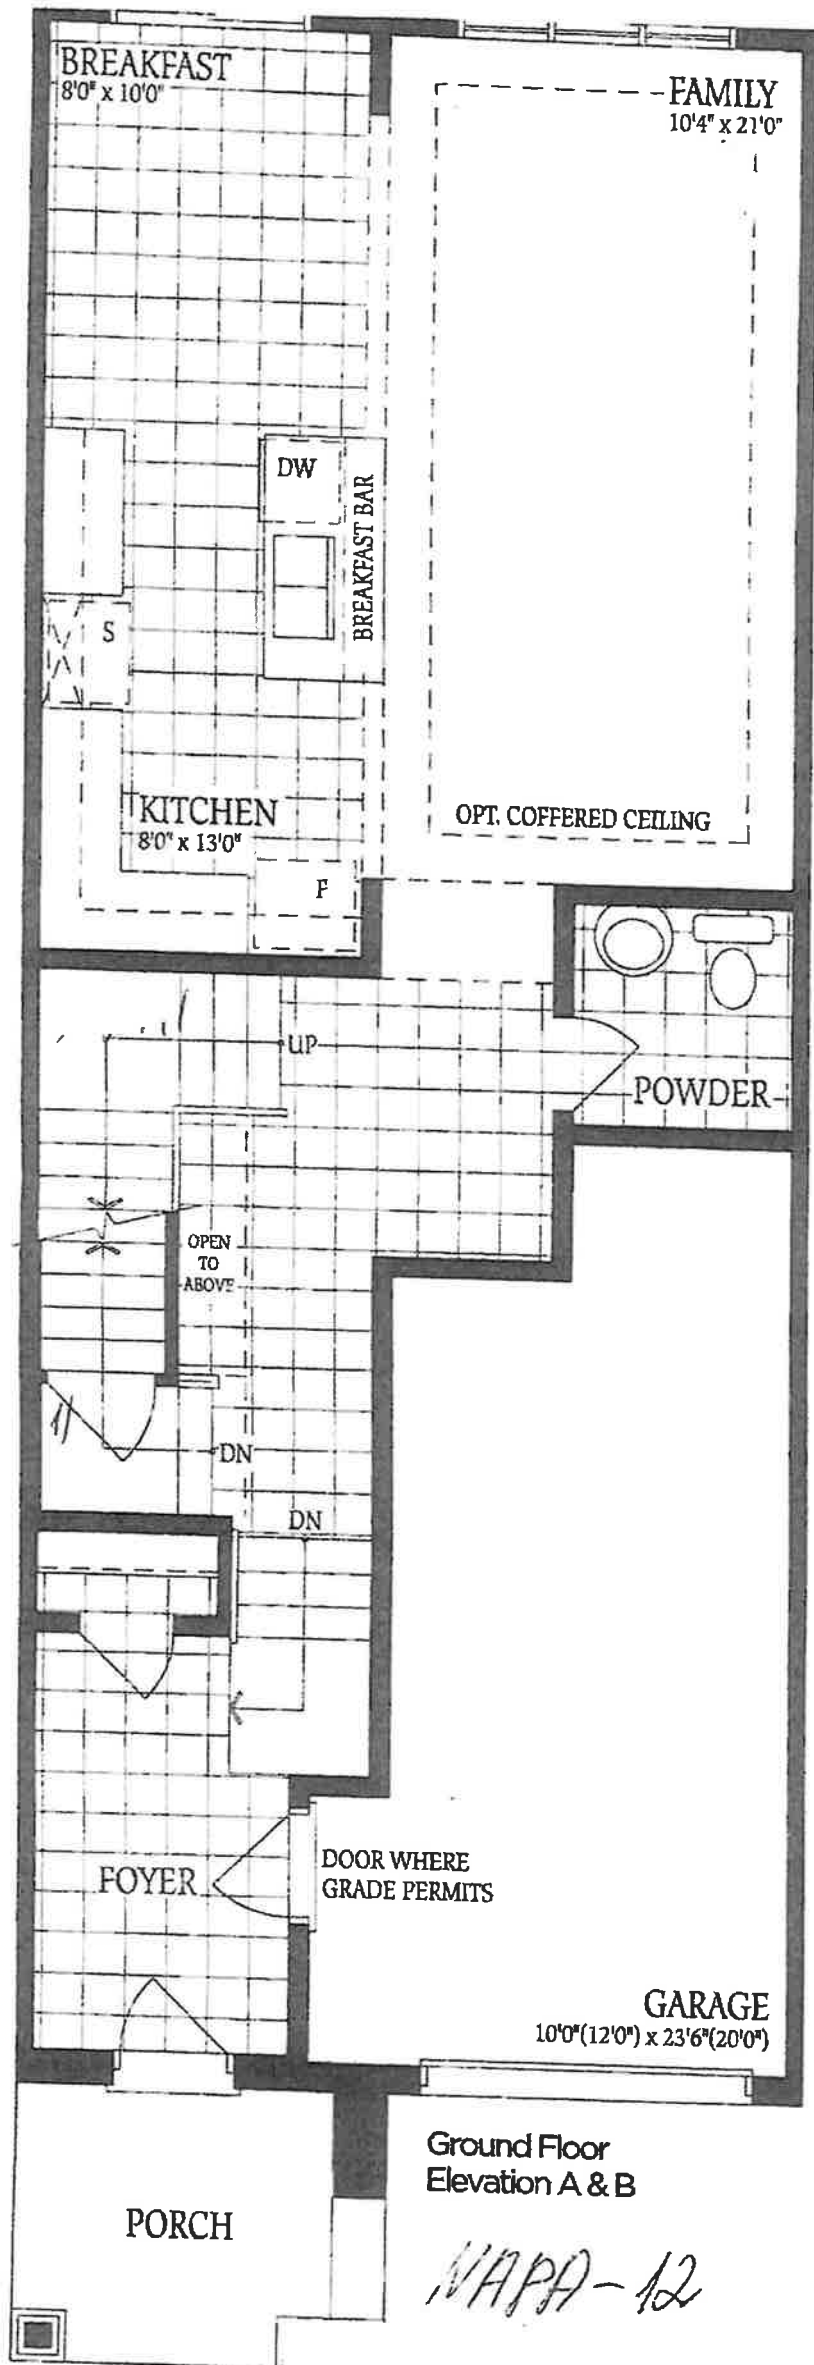 BREAKFAST
8'0" x 10'0"
FAMILY
10'4" x 21'0"
DW
BREAKFAST BAR
S
KITCHEN
8'0" x 13'0"
OPT. COFFERED CEILING
F
UP
POWDER
OPEN
TO
ABOVE
DN
DN
FOYER
DOOR WHERE
GRADE PERMITS
GARAGE
10'0"(12'0") x 23'6"(20'0")
Ground Floor
Elevation A & B
PORCH
NAPA-12